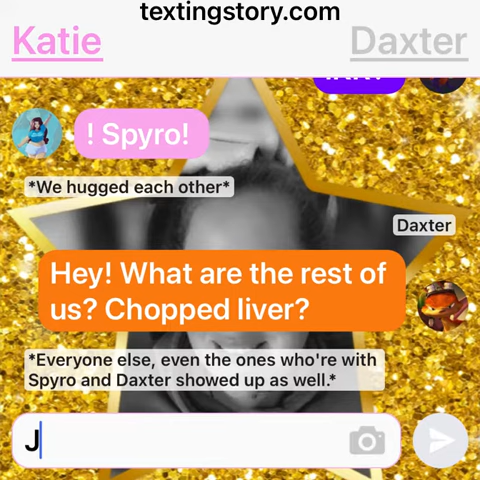 textingstory.com
Katie
Daxter
! Spyro!
*We hugged each other*
Daxter
Hey! What are the rest of
us? Chopped liver?
*Everyone else, even the ones who're with
Spyro and Daxter showed up as well.*
J